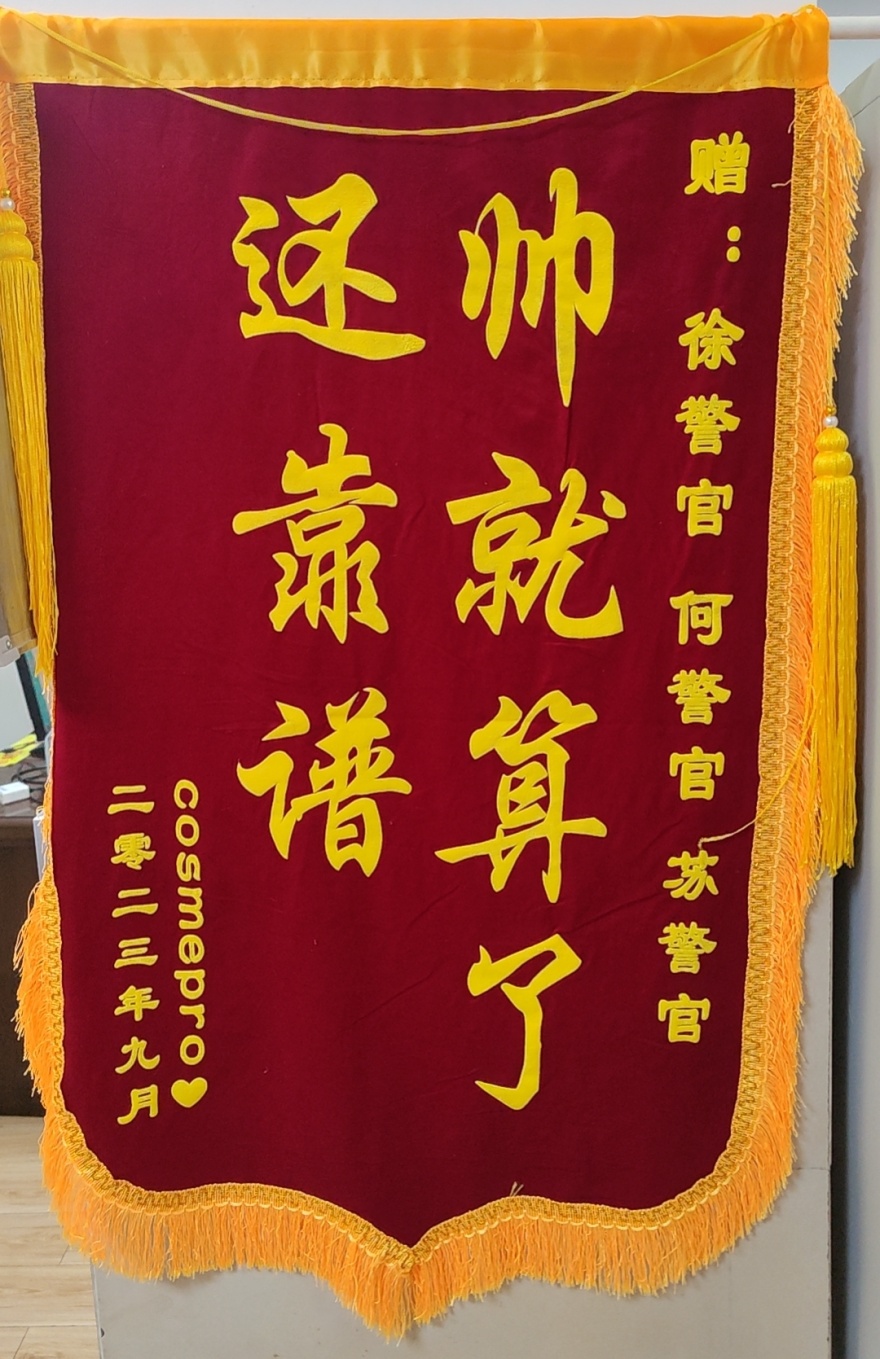 赠：徐警官 何警官 苏警官
帅就算了
还靠谱
cosmepro♥
二零二三年九月